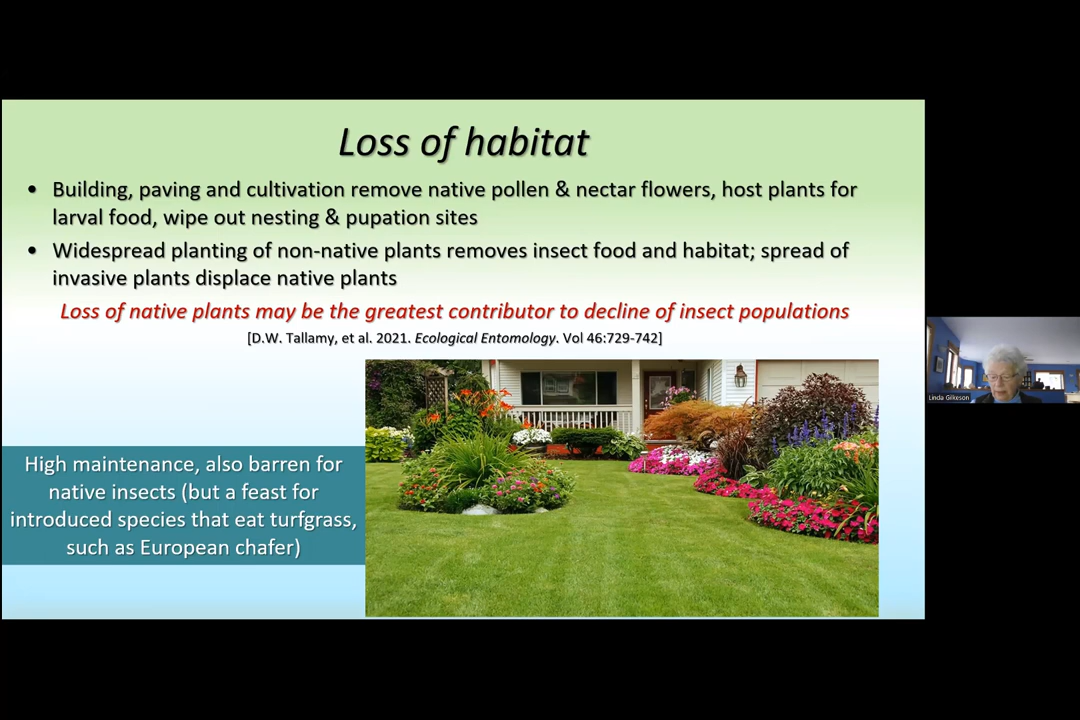 Loss of habitat
• Building, paving and cultivation remove native pollen & nectar flowers, host plants for
larval food, wipe out nesting & pupation sites
• Widespread planting of non-native plants removes insect food and habitat; spread of
invasive plants displace native plants
Loss of native plants may be the greatest contributor to decline of insect populations
[D.W. Tallamy, et al. 2021. Ecological Entomology. Vol 46:729-742]
High maintenance, also barren for
native insects (but a feast for
introduced species that eat turfgrass,
such as European chafer)
Linda Gilkeson